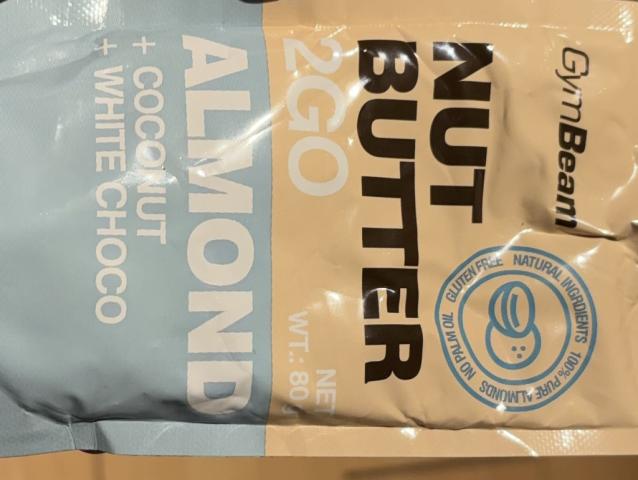 GymBeam
NUT
BUTTER
2GO
NET
WT.: 80 g
ALMOND
+ COCONUT
+ WHITE CHOCO
GLUTEN FREE NATURAL INGRDIENTS 100% PURE ALMONDS NO PALM OIL